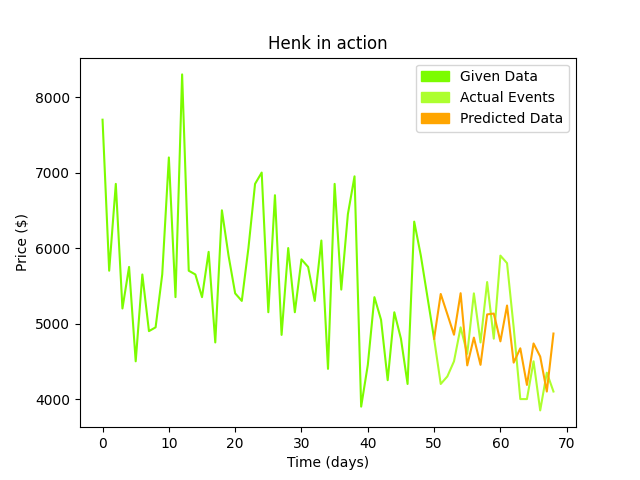 Henk in action
Given Data
Actual Events
Predicted Data
Price ($)
8000
7000
6000
5000
4000
0 10 20 30 40 50 60 70
Time (days)